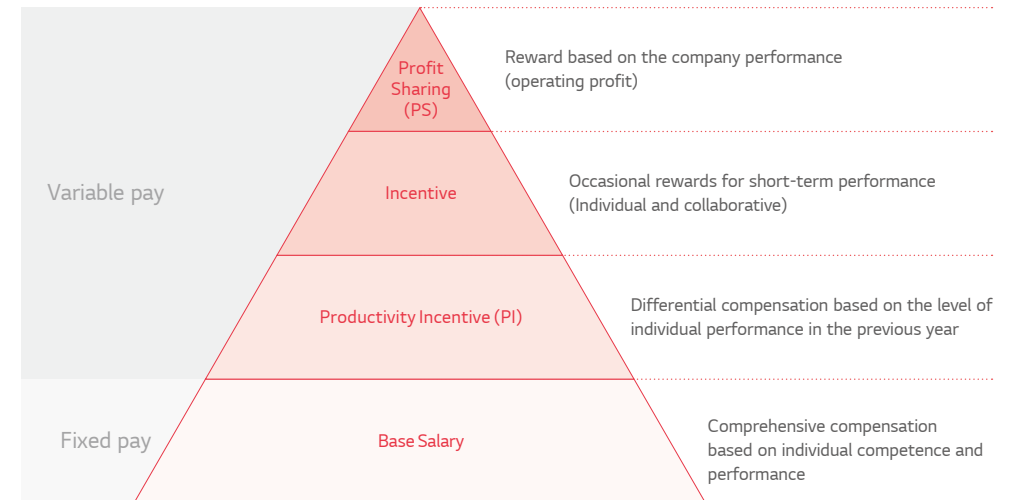 Profit
Sharing
(PS)
Reward based on the company performance
(operating profit)
Variable pay
Incentive
Occasional rewards for short-term performance
(Individual and collaborative)
Productivity Incentive (PI)
Differential compensation based on the level of
individual performance in the previous year
Fixed pay
Base Salary
Comprehensive compensation
based on individual competence and
performance